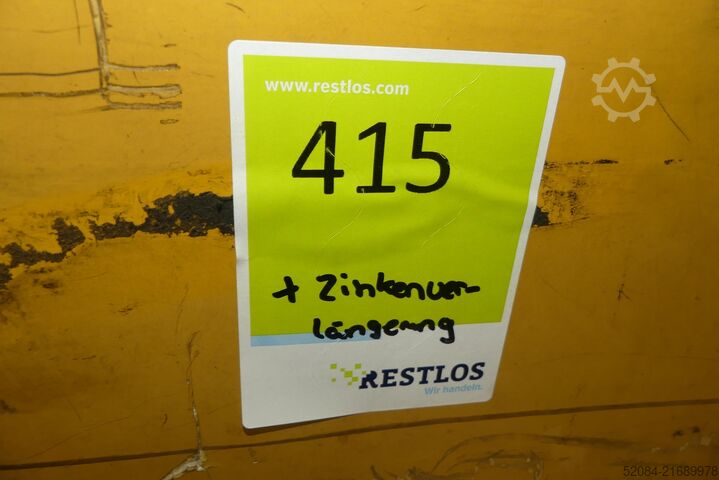 www.restlos.com
415
+ Zinkenver-
längerung
RESTLOS
Wir handeln.
52084-21689978